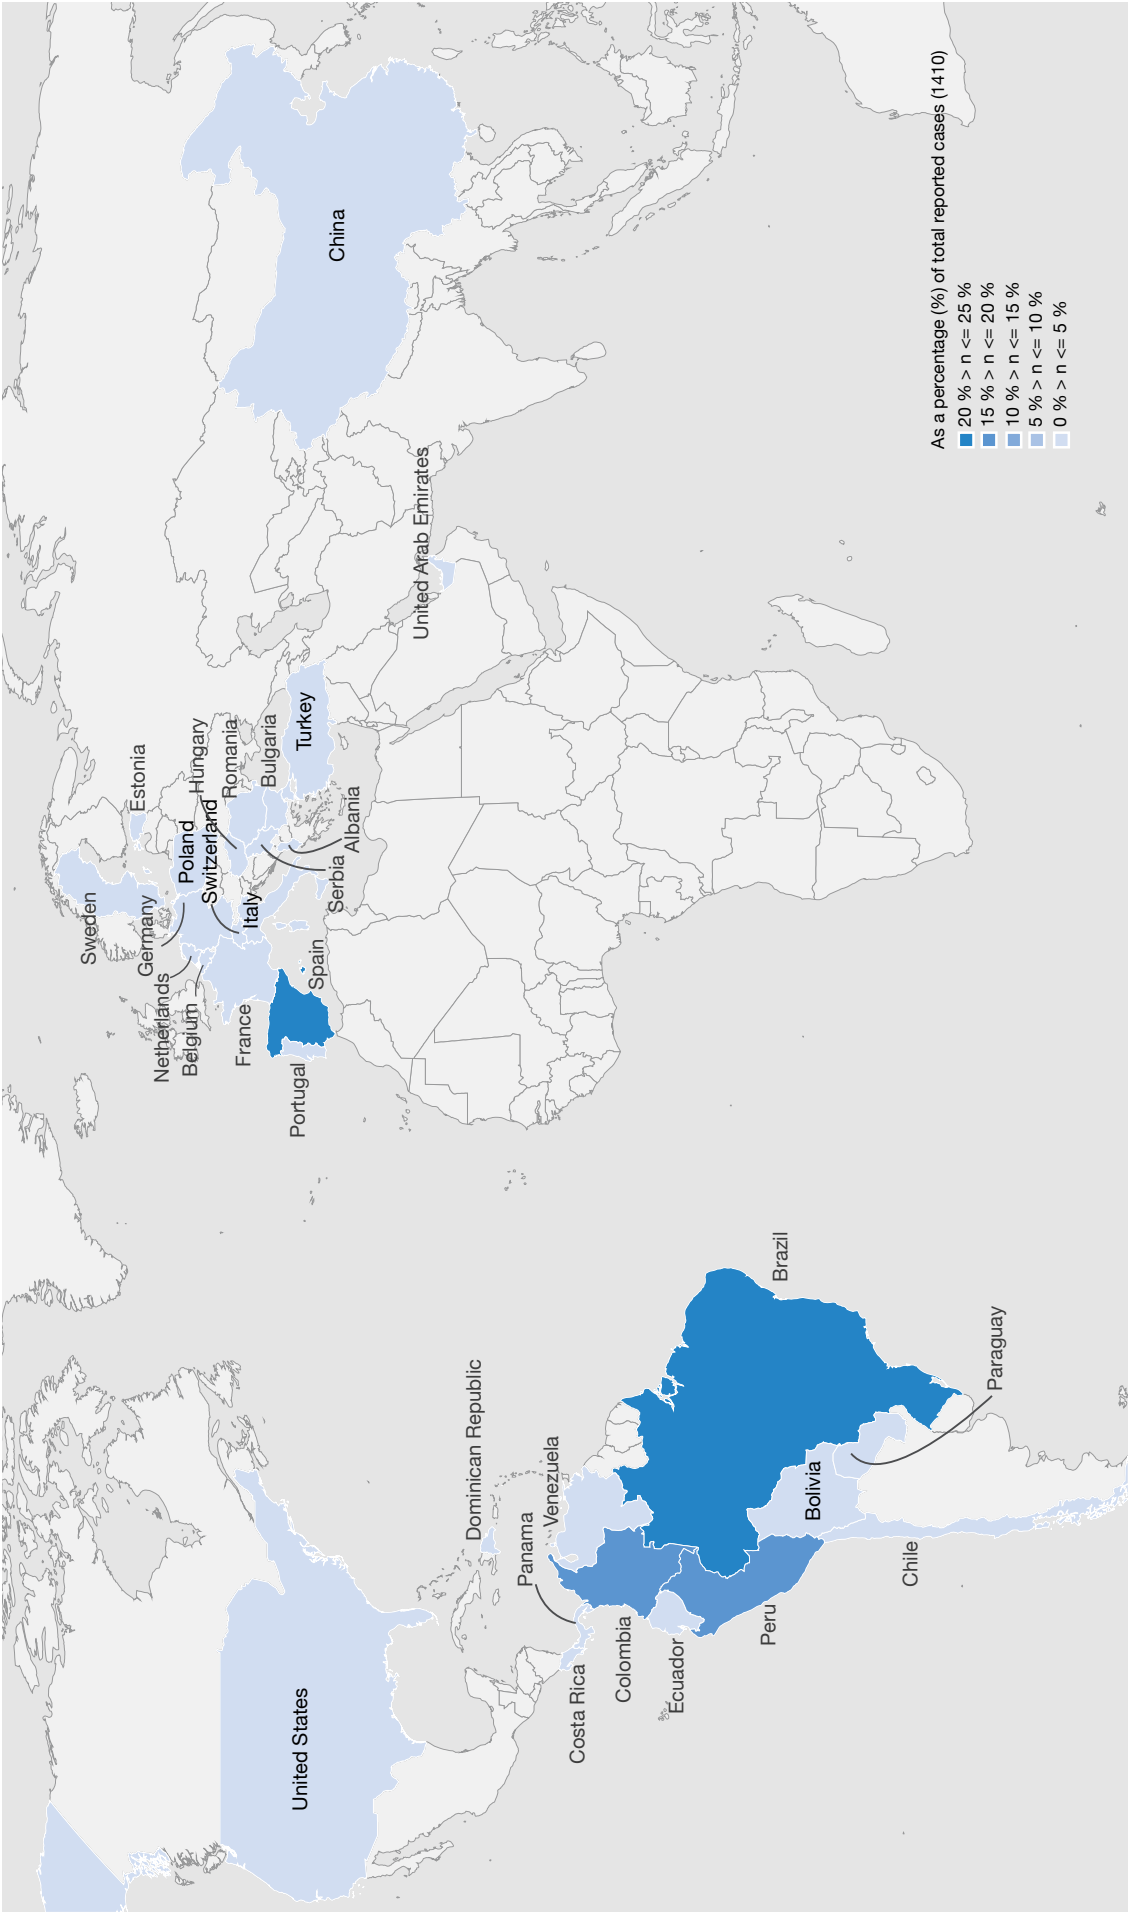 Sweden
Estonia
Germany
Poland
Netherlands
Hungary
Belgium
Switzerland
Romania
France
Italy
Bulgaria
Portugal
Spain
Turkey
Serbia
Albania
China
United Arab Emirates
United States
Dominican Republic
Panama
Venezuela
Costa Rica
Colombia
Ecuador
Peru
Brazil
Bolivia
Chile
Paraguay
As a percentage (%) of total reported cases (1410)
20 % > n <= 25 %
15 % > n <= 20 %
10 % > n <= 15 %
5 % > n <= 10 %
0 % > n <= 5 %